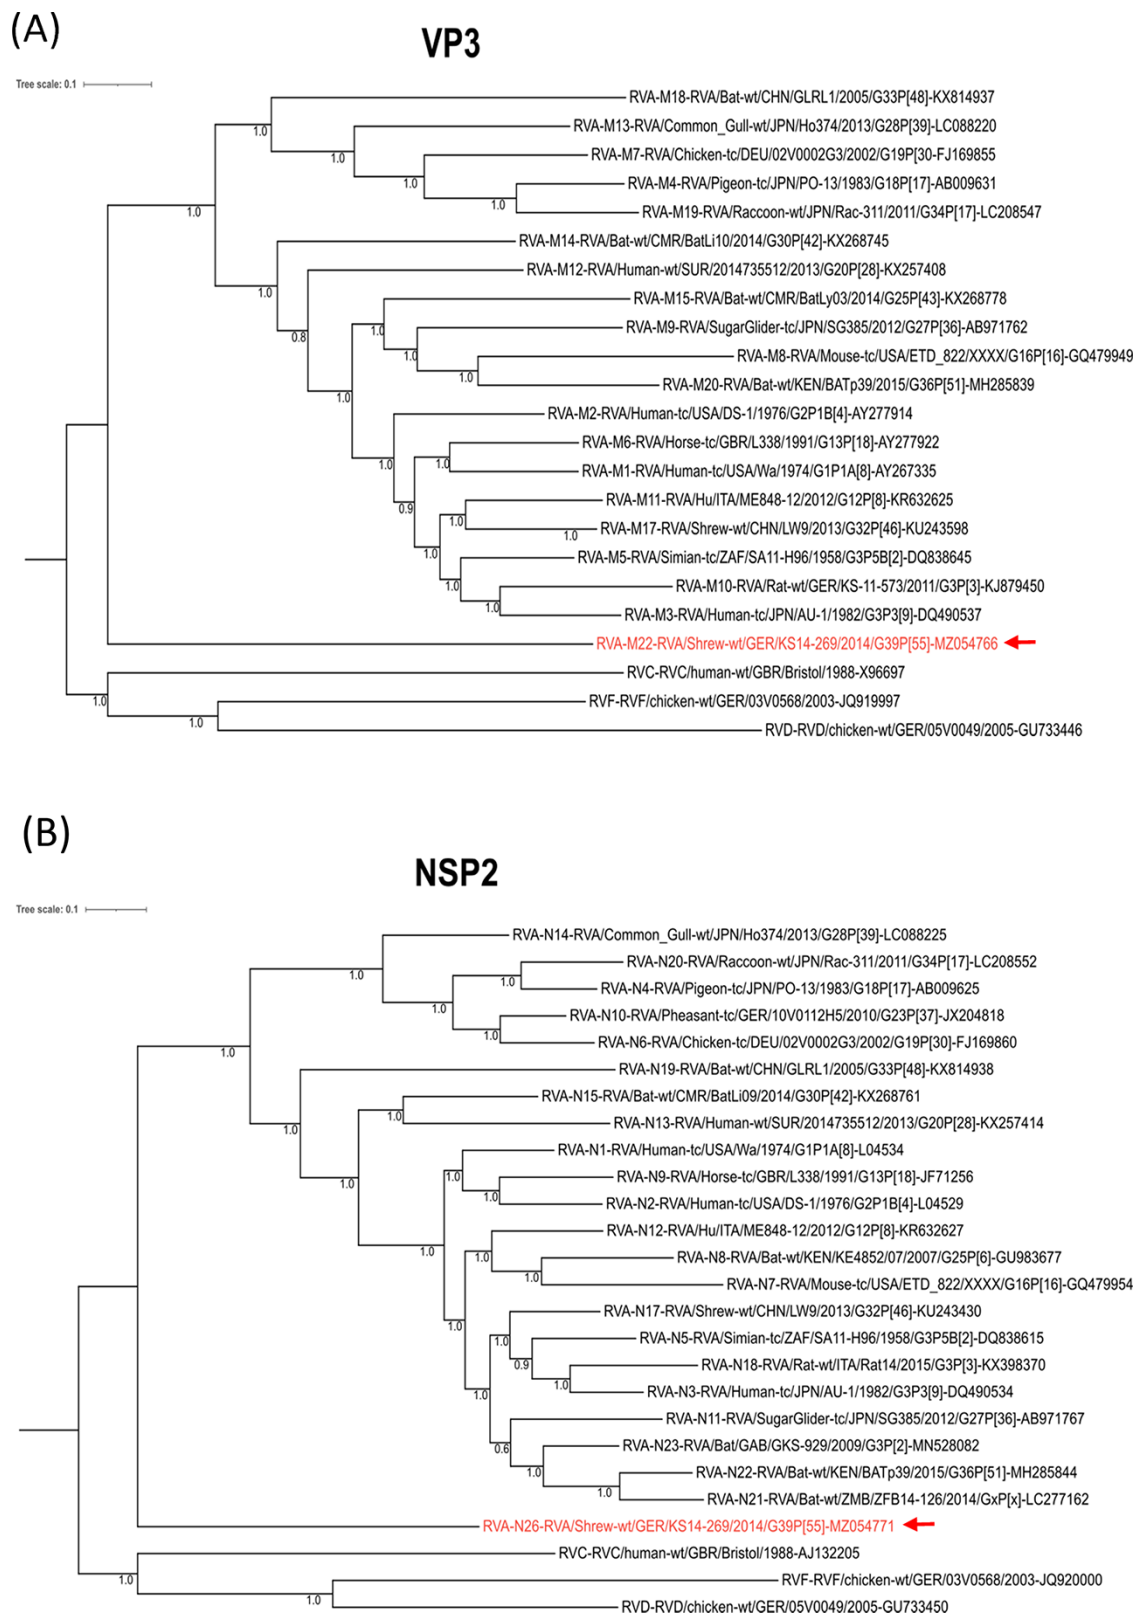 (A)
VP3
Tree scale: 0.1
RVA-M18-RVA/Bat-wt/CHN/GLRL1/2005/G33P[48]-KX814937
1.0
RVA-M13-RVA/Common_Gull-wt/JPN/Ho374/2013/G28P[39]-LC088220
1.0
RVA-M7-RVA/Chicken-tc/DEU/02V0002G3/2002/G19P[30-FJ169855
1.0
RVA-M4-RVA/Pigeon-tc/JPN/PO-13/1983/G18P[17]-AB009631
1.0
1.0
RVA-M19-RVA/Raccoon-wt/JPN/Rac-311/2011/G34P[17]-LC208547
RVA-M14-RVA/Bat-wt/CMR/BatLi10/2014/G30P[42]-KX268745
RVA-M12-RVA/Human-wt/SUR/2014735512/2013/G20P[28]-KX257408
1.0
RVA-M15-RVA/Bat-wt/CMR/BatLy03/2014/G25P[43]-KX268778
RVA-M9-RVA/SugarGlider-tc/JPN/SG385/2012/G27P[36]-AB971762
1.0
0.8
RVA-M8-RVA/Mouse-tc/USA/ETD_822/XXXX/G16P[16]-GQ479949
1.0
1.0
RVA-M20-RVA/Bat-wt/KEN/BATp39/2015/G36P[51]-MH285839
1.0
RVA-M2-RVA/Human-tc/USA/DS-1/1976/G2P1B[4]-AY277914
RVA-M6-RVA/Horse-tc/GBR/L338/1991/G13P[18]-AY277922
1.0
1.0
RVA-M1-RVA/Human-tc/USA/Wa/1974/G1P1A[8]-AY267335
RVA-M11-RVA/Hu/ITA/ME848-12/2012/G12P[8]-KR632625
0.9
RVA-M17-RVA/Shrew-wt/CHN/LW9/2013/G32P[46]-KU243598
1.0
1.0
1.0
RVA-M5-RVA/Simian-tc/ZAF/SA11-H96/1958/G3P5B[2]-DQ838645
RVA-M10-RVA/Rat-wt/GER/KS-11-573/2011/G3P[3]-KJ879450
1.0
1.0
RVA-M3-RVA/Human-tc/JPN/AU-1/1982/G3P3[9]-DQ490537
RVA-M22-RVA/Shrew-wt/GER/KS14-269/2014/G39P[55]-MZ054766
RVC-RVC/human-wt/GBR/Bristol/1988-X96697
1.0
RVF-RVF/chicken-wt/GER/03V0568/2003-JQ919997
1.0
RVD-RVD/chicken-wt/GER/05V0049/2005-GU733446
(B)
NSP2
Tree scale: 0.1
RVA-N14-RVA/Common_Gull-wt/JPN/Ho374/2013/G28P[39]-LC088225
RVA-N20-RVA/Raccoon-wt/JPN/Rac-311/2011/G34P[17]-LC208552
1.0
1.0
RVA-N4-RVA/Pigeon-tc/JPN/PO-13/1983/G18P[17]-AB009625
1.0
RVA-N10-RVA/Pheasant-tc/GER/10V0112H5/2010/G23P[37]-JX204818
1.0
RVA-N6-RVA/Chicken-tc/DEU/02V0002G3/2002/G19P[30]-FJ169860
1.0
RVA-N19-RVA/Bat-wt/CHN/GLRL1/2005/G33P[48]-KX814938
RVA-N15-RVA/Bat-wt/CMR/BatLi09/2014/G30P[42]-KX268761
1.0
RVA-N13-RVA/Human-wt/SUR/2014735512/2013/G20P[28]-KX257414
1.0
RVA-N1-RVA/Human-tc/USA/Wa/1974/G1P1A[8]-L04534
1.0
1.0
RVA-N9-RVA/Horse-tc/GBR/L338/1991/G13P[18]-JF71256
1.0
RVA-N2-RVA/Human-tc/USA/DS-1/1976/G2P1B[4]-L04529
RVA-N12-RVA/Hu/ITA/ME848-12/2012/G12P[8]-KR632627
1.0
1.0
RVA-N8-RVA/Bat-wt/KEN/KE4852/07/2007/G25P[6]-GU983677
1.0
RVA-N7-RVA/Mouse-tc/USA/ETD_822/XXXX/G16P[16]-GQ479954
RVA-N17-RVA/Shrew-wt/CHN/LW9/2013/G32P[46]-KU243430
1.0
1.0
RVA-N5-RVA/Simian-tc/ZAF/SA11-H96/1958/G3P5B[2]-DQ838615
0.9
RVA-N18-RVA/Rat-wt/ITA/Rat14/2015/G3P[3]-KX398370
1.0
1.0
RVA-N3-RVA/Human-tc/JPN/AU-1/1982/G3P3[9]-DQ490534
RVA-N11-RVA/SugarGlider-tc/JPN/SG385/2012/G27P[36]-AB971767
0.6
RVA-N23-RVA/Bat/GAB/GKS-929/2009/G3P[2]-MN528082
1.0
RVA-N22-RVA/Bat-wt/KEN/BATp39/2015/G36P[51]-MH285844
1.0
RVA-N21-RVA/Bat-wt/ZMB/ZFB14-126/2014/GxP[x]-LC277162
RVA-N26-RVA/Shrew-wt/GER/KS14-269/2014/G39P[55]-MZ054771
RVC-RVC/human-wt/GBR/Bristol/1988-AJ132205
1.0
RVF-RVF/chicken-wt/GER/03V0568/2003-JQ920000
1.0
RVD-RVD/chicken-wt/GER/05V0049/2005-GU733450